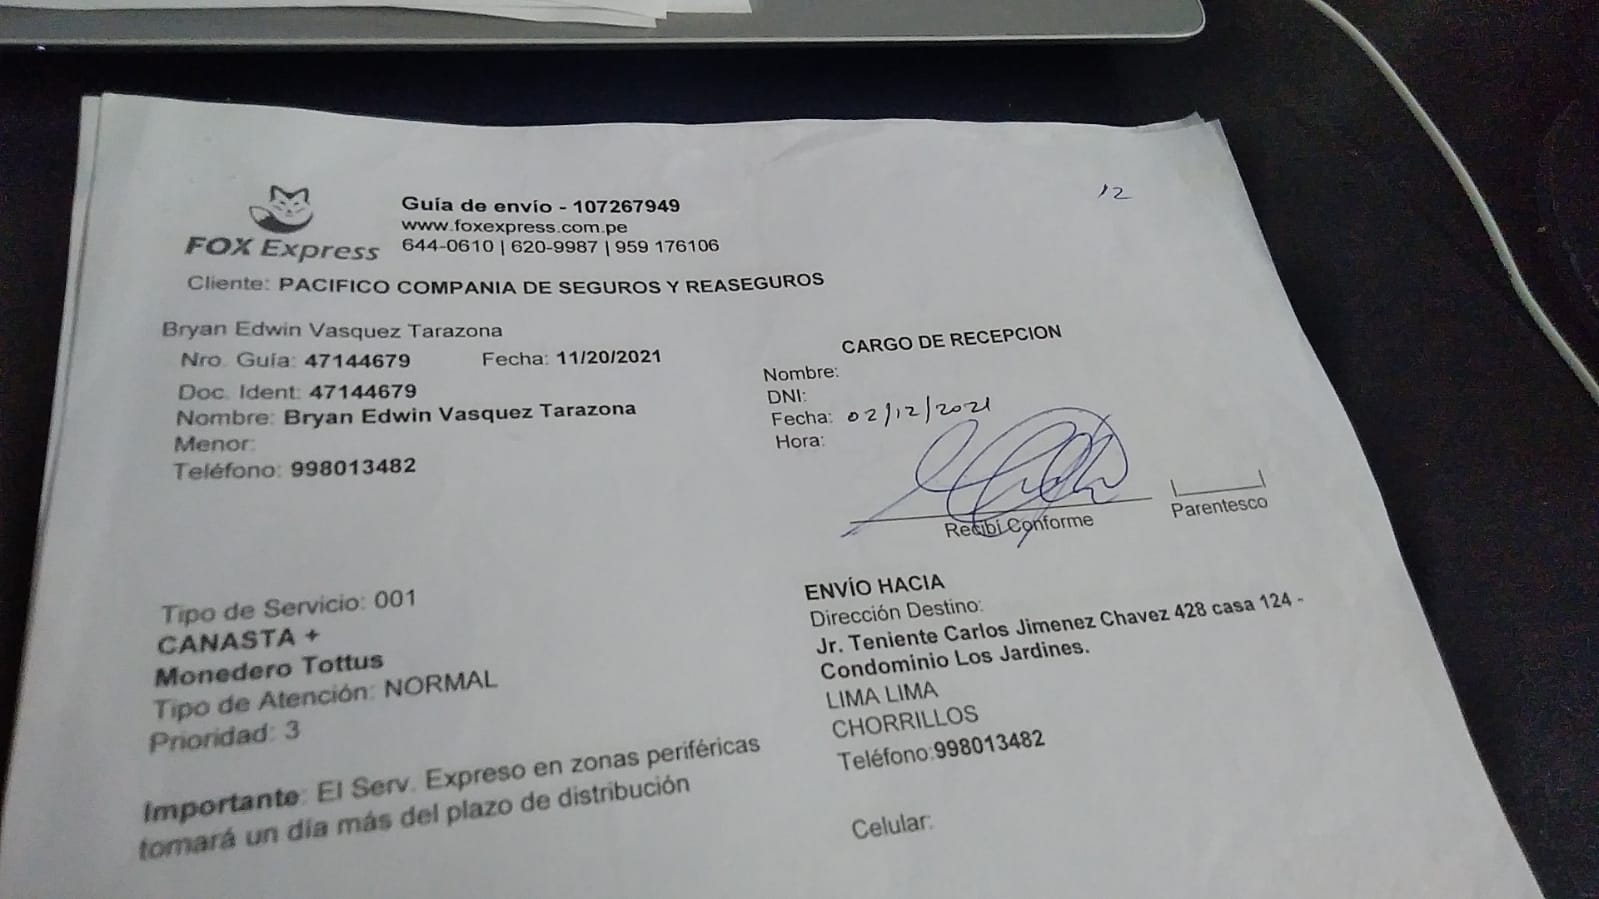 12
FOX Express
Guía de envío - 107267949
www.foxexpress.com.pe
644-0610 | 620-9987 | 959 176106
Cliente: PACIFICO COMPANIA DE SEGUROS Y REASEGUROS
Bryan Edwin Vasquez Tarazona
Nro. Guía: 47144679 Fecha: 11/20/2021
Doc. Ident: 47144679
Nombre: Bryan Edwin Vasquez Tarazona
Menor:
Teléfono: 998013482
CARGO DE RECEPCION
Nombre:
DNI:
Fecha: 02/12/2021
Hora:
Recibí Conforme
Parentesco
Tipo de Servicio: 001
CANASTA +
Monedero Tottus
Tipo de Atención: NORMAL
Prioridad: 3
Importante: El Serv. Expreso en zonas periféricas
tomará un día más del plazo de distribución
ENVÍO HACIA
Dirección Destino:
Jr. Teniente Carlos Jimenez Chavez 428 casa 124 -
Condominio Los Jardines.
LIMA LIMA
CHORRILLOS
Teléfono:998013482
Celular: